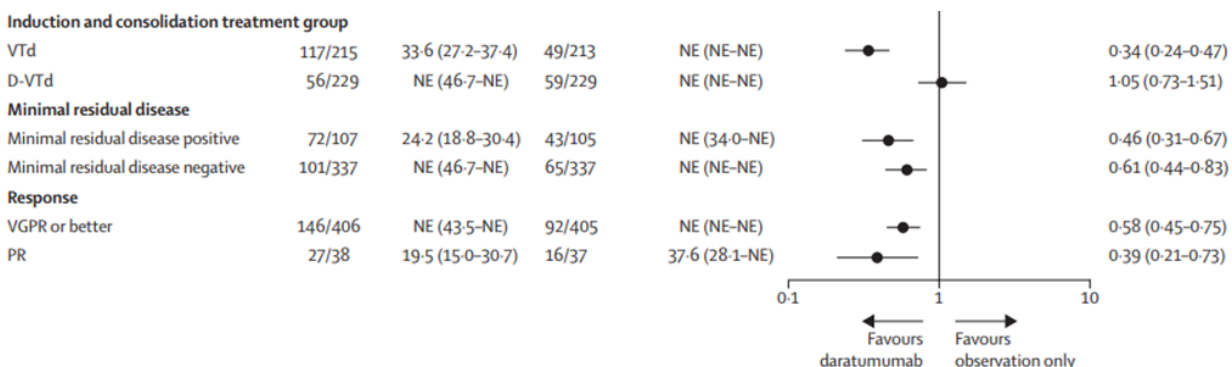 Induction and consolidation treatment group
VTd 117/215 33·6 (27·2–37·4) 49/213 NE (NE–NE) 0·34 (0·24–0·47)
D-VTd 56/229 NE (46·7–NE) 59/229 NE (NE–NE) 1·05 (0·73–1·51)
Minimal residual disease
Minimal residual disease positive 72/107 24·2 (18·8–30·4) 43/105 NE (34·0–NE) 0·46 (0·31–0·67)
Minimal residual disease negative 101/337 NE (46·7–NE) 65/337 NE (NE–NE) 0·61 (0·44–0·83)
Response
VGPR or better 146/406 NE (43·5–NE) 92/405 NE (NE–NE) 0·58 (0·45–0·75)
PR 27/38 19·5 (15·0–30·7) 16/37 37·6 (28·1–NE) 0·39 (0·21–0·73)
0·1 1 10
Favours Favours
daratumumab observation only